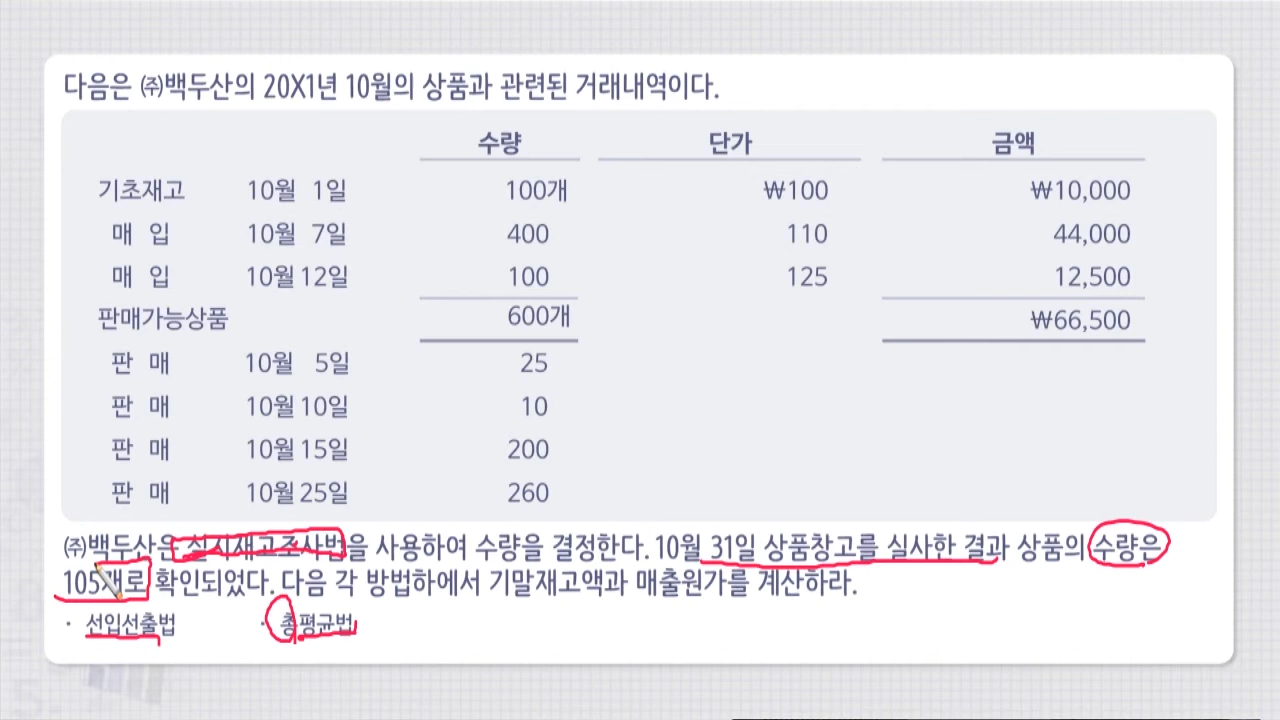 다음은 ㈜백두산의 20X1년 10월의 상품과 관련된 거래내역이다.
수량 단가 금액
기초재고 10월 1일 100개 ₩100 ₩10,000
매 입 10월 7일 400 110 44,000
매 입 10월 12일 100 125 12,500
판매가능상품 600개 ₩66,500
판 매 10월 5일 25
판 매 10월 10일 10
판 매 10월 15일 200
판 매 10월 25일 260
㈜백두산은 실지재고조사법을 사용하여 수량을 결정한다. 10월 31일 상품창고를 실사한 결과 상품의 수량은
105개로 확인되었다. 다음 각 방법하에서 기말재고액과 매출원가를 계산하라.
· 선입선출법 · 총평균법